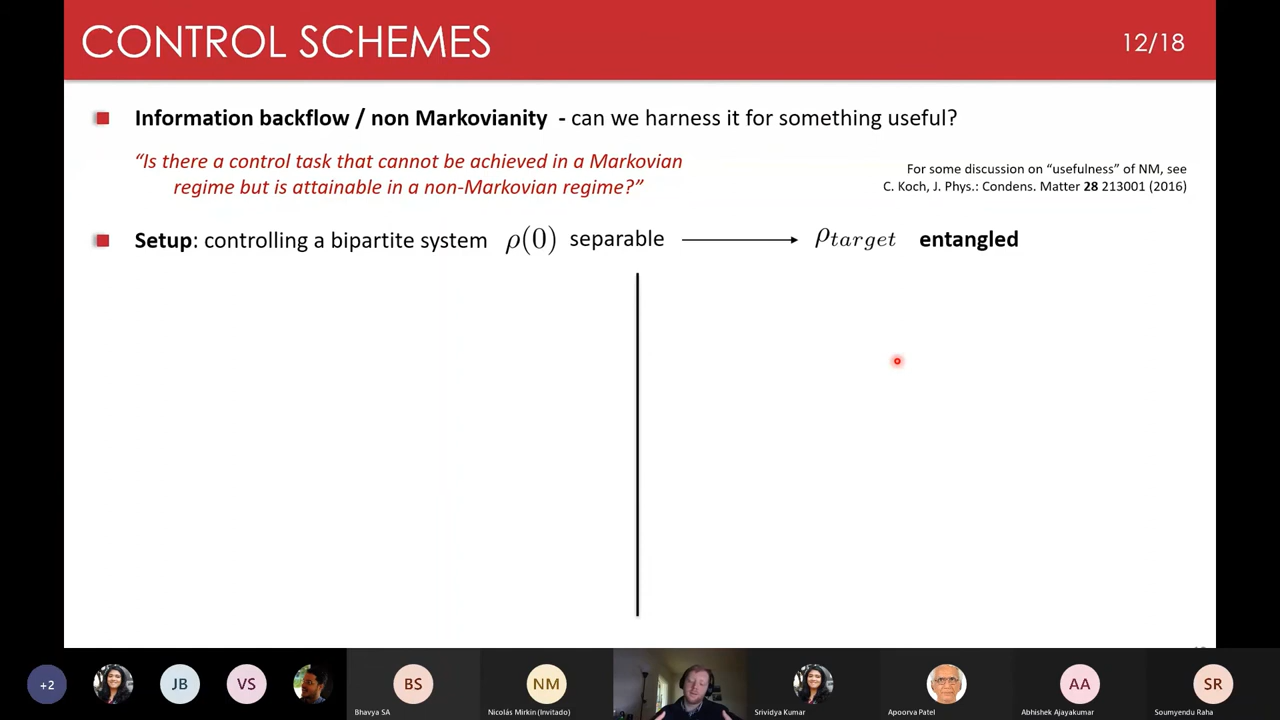 CONTROL SCHEMES
12/18
Information backflow / non Markovianity - can we harness it for something useful?
“Is there a control task that cannot be achieved in a Markovian
regime but is attainable in a non-Markovian regime?”
For some discussion on “usefulness” of NM, see
C. Koch, J. Phys.: Condens. Matter 28 213001 (2016)
Setup: controlling a bipartite system ρ(0) separable ρ_target entangled
+2
JB
VS
BS
NM
AA
SR
Bhavya SA
Nicolás Mirkin (Invitado)
Srividya Kumar
Apoorva Patel
Abhishek Ajayakumar
Soumyendu Raha